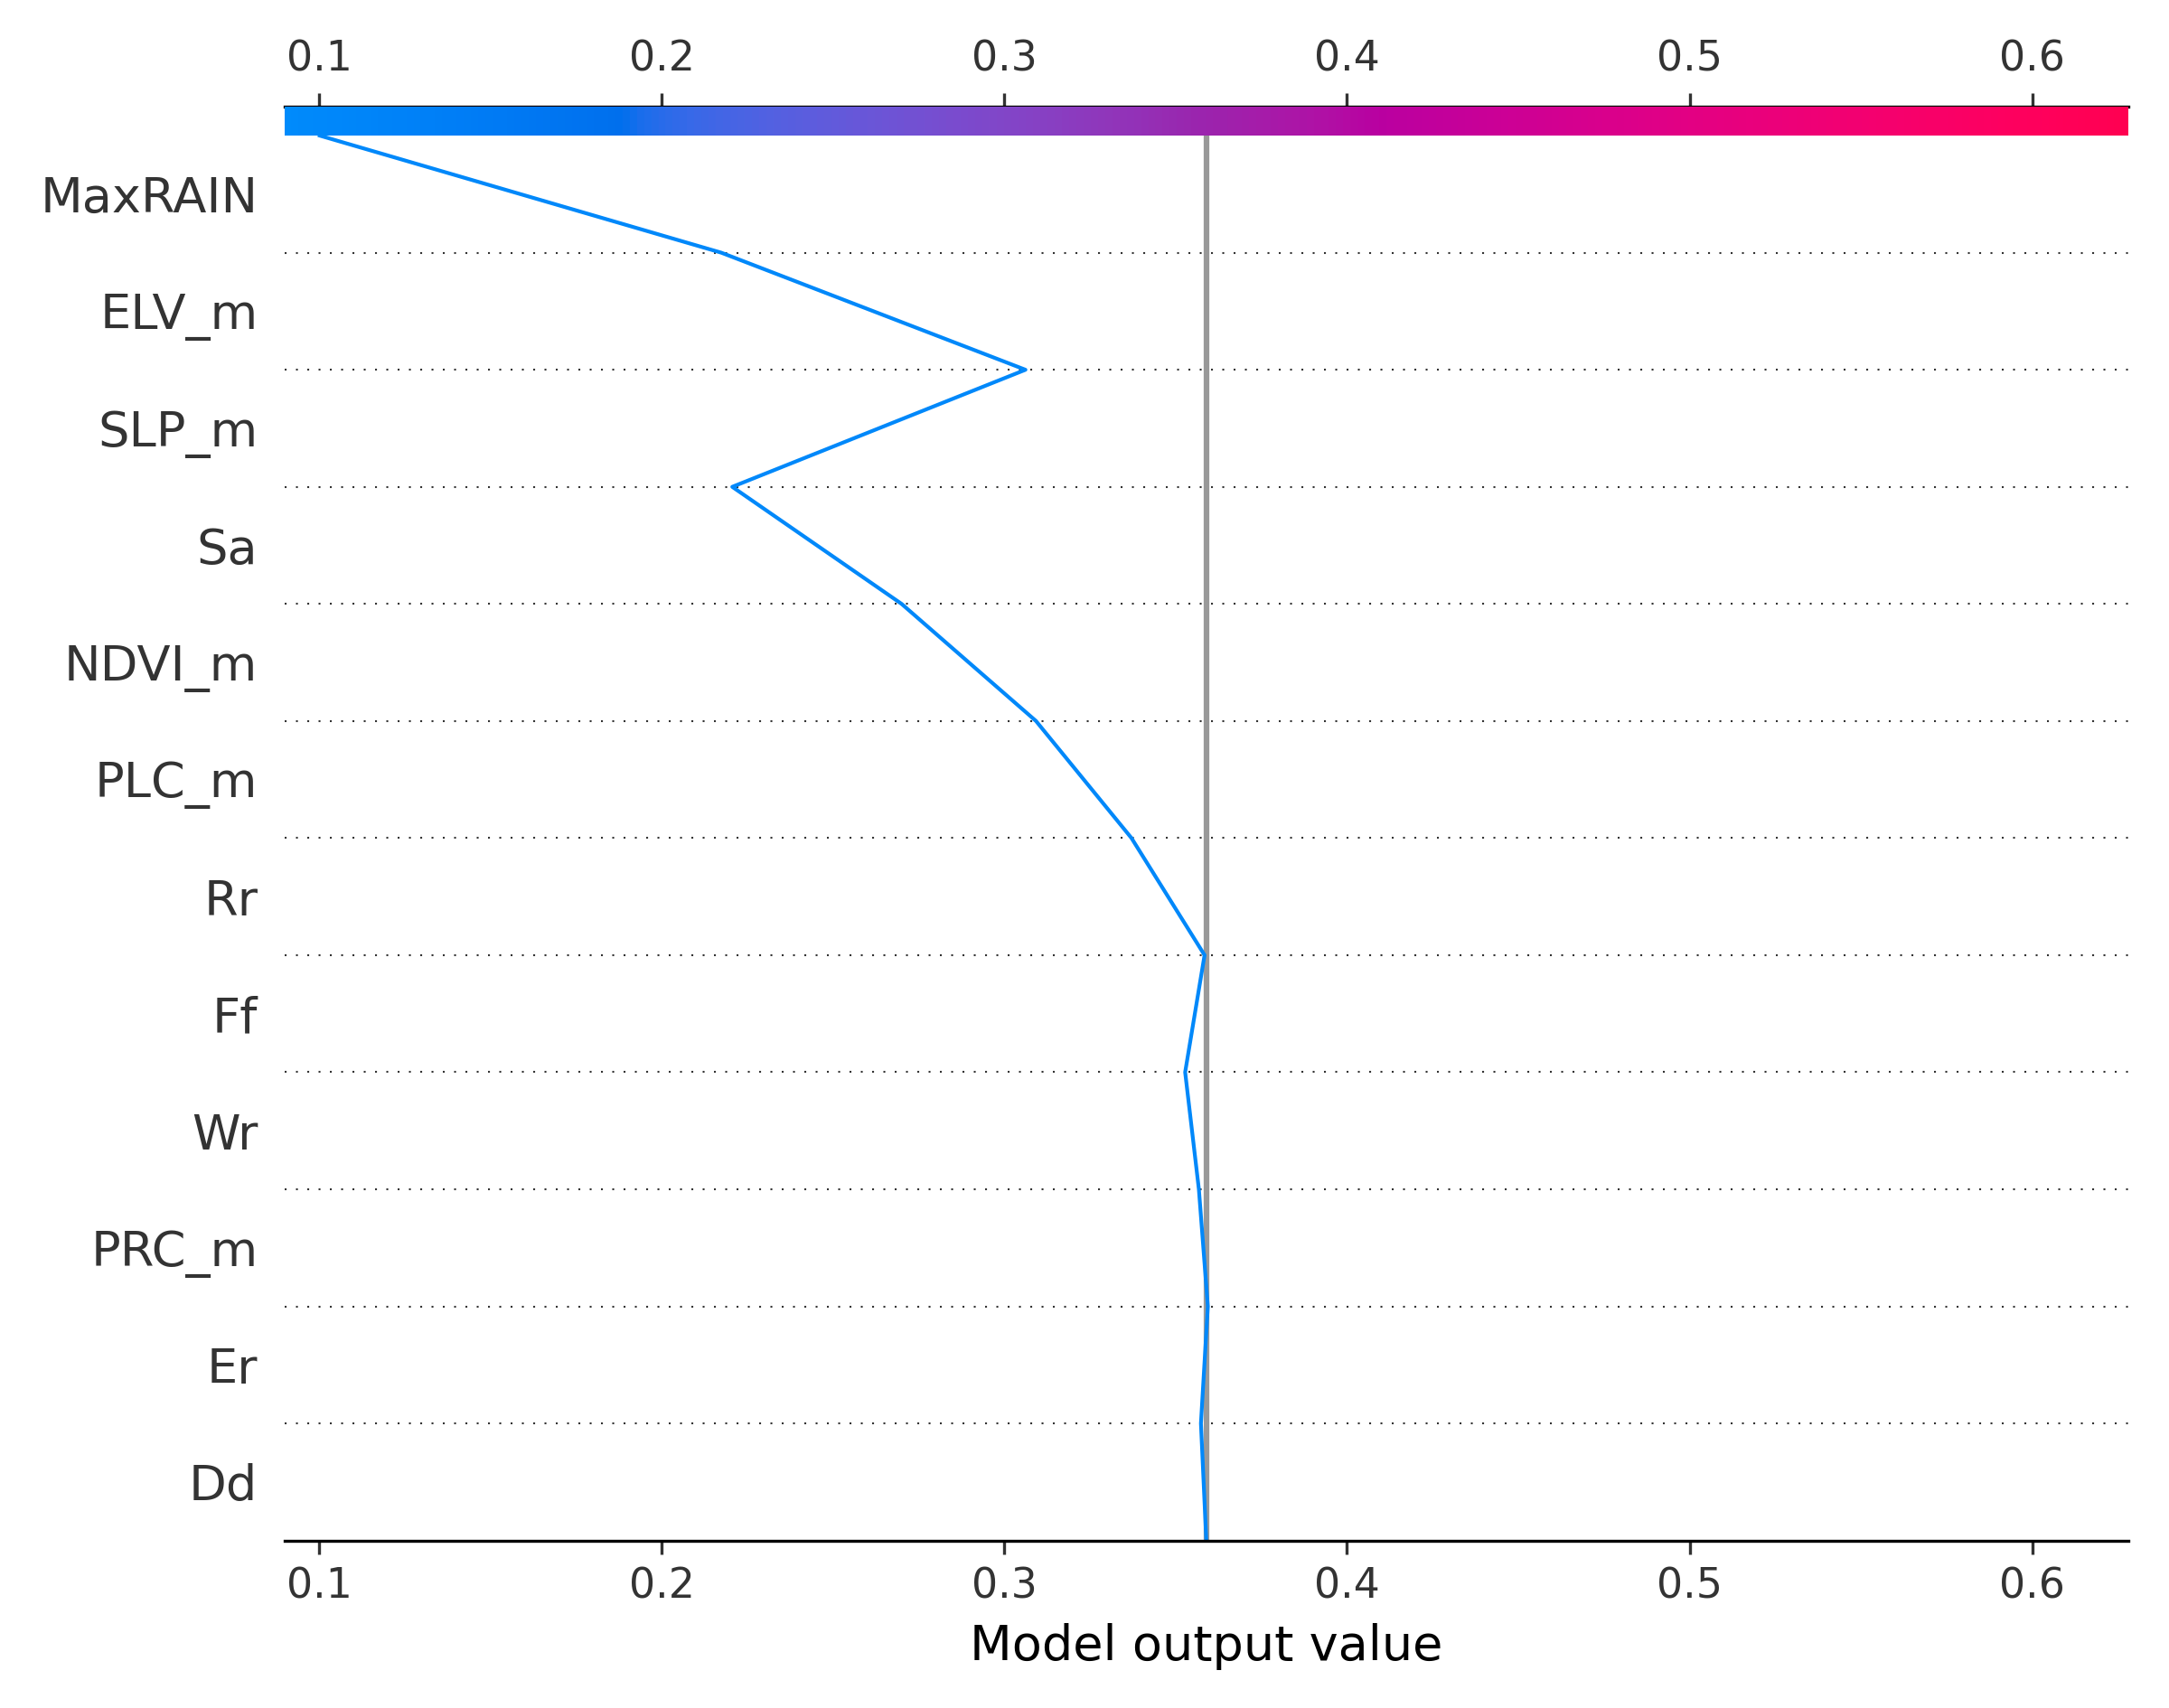 0.1 0.2 0.3 0.4 0.5 0.6
MaxRAIN
ELV_m
SLP_m
Sa
NDVI_m
PLC_m
Rr
Ff
Wr
PRC_m
Er
Dd
0.1 0.2 0.3 0.4 0.5 0.6
Model output value